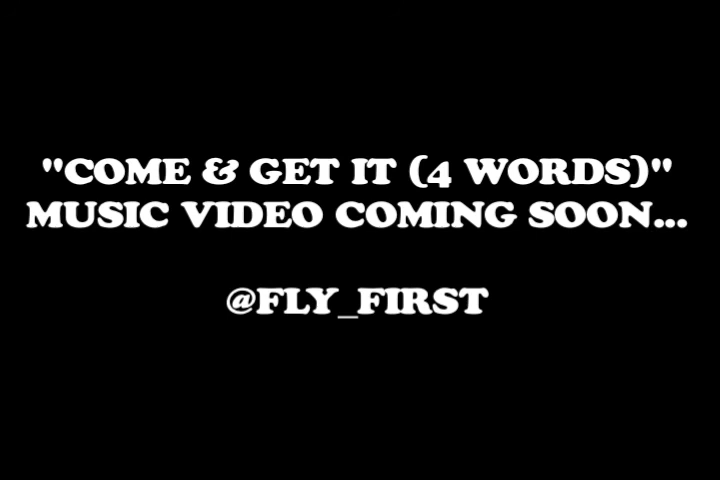 "COME & GET IT (4 WORDS)"
MUSIC VIDEO COMING SOON...
@FLY_FIRST